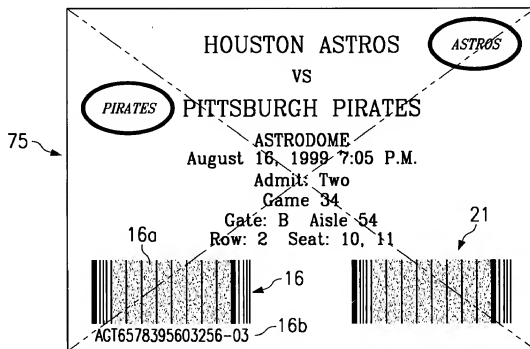 HOUSTON ASTROS
ASTROS
VS
PIRATES
PITTSBURGH PIRATES
75
ASTRODOME
August 16, 1999 7:05 P.M.
Admit: Two
Game 34
Gate: B Aisle 54
Row: 2 Seat: 10, 11
16a
21
16
AGT6578395603256-03
16b